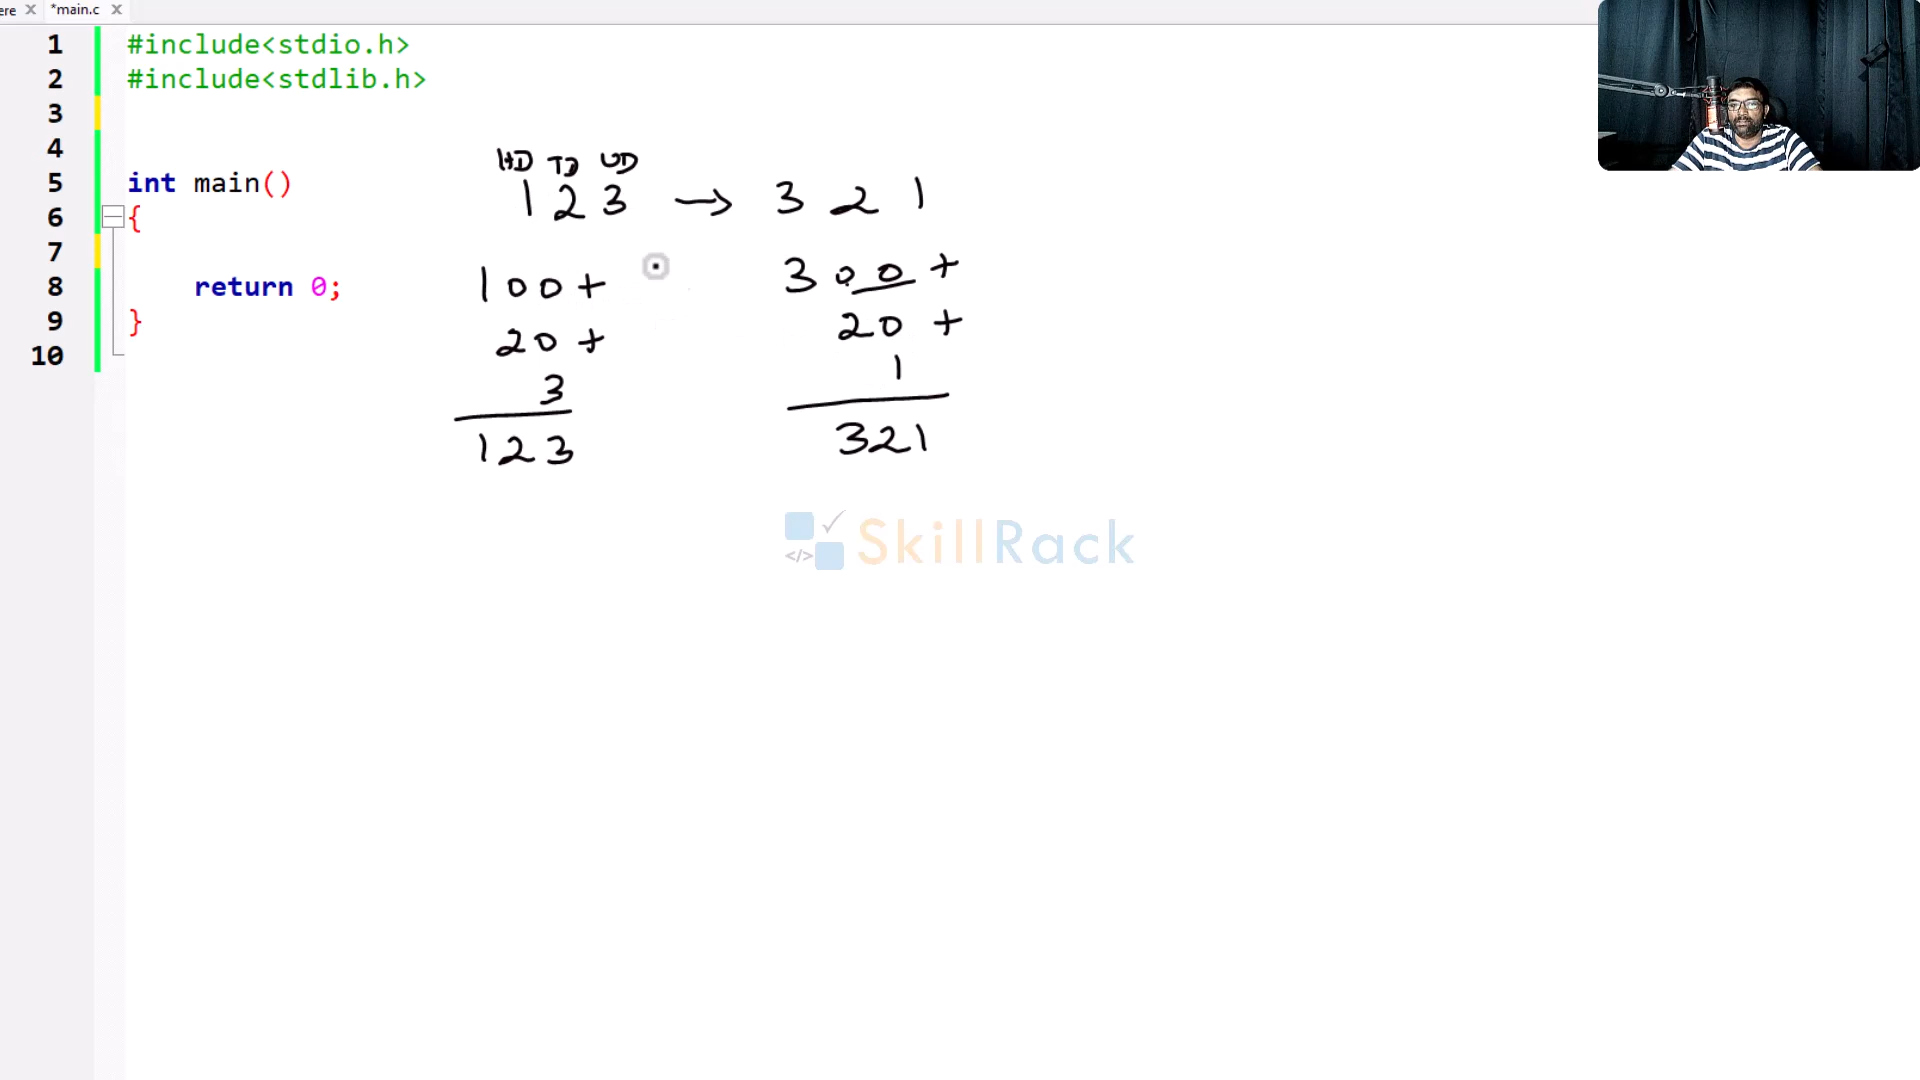 ere X *main.c X
1 #include<stdio.h>
2 #include<stdlib.h>
3
4
5 int main()
6 {
7
8 return 0;
9 }
10
HD TD UD
1 2 3 → 3 2 1
100+
20+
3
123
300+
20+
1
321
</> SkillRack